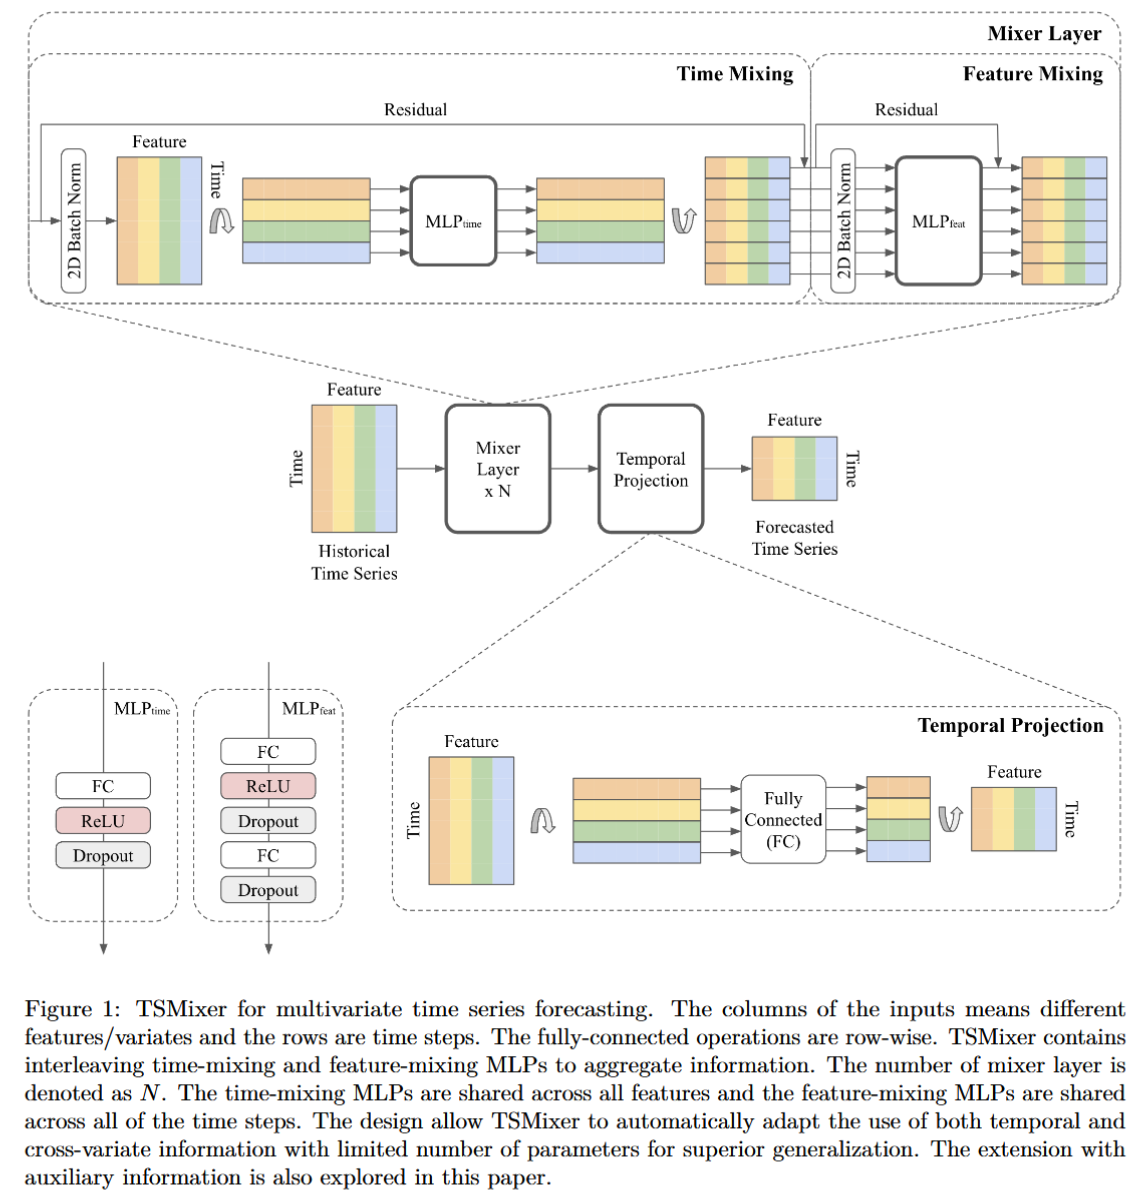 Mixer Layer
Time Mixing
Feature Mixing
Residual
Residual
2D Batch Norm
Feature
Time
MLPtime
2D Batch Norm
MLPfeat
Feature
Time
Historical
Time Series
Mixer
Layer
x N
Temporal
Projection
Feature
Time
Forecasted
Time Series
MLPtime
FC
ReLU
Dropout
MLPfeat
FC
ReLU
Dropout
FC
Dropout
Temporal Projection
Feature
Time
Fully
Connected
(FC)
Feature
Time
Figure 1: TSMixer for multivariate time series forecasting. The columns of the inputs means different
features/variates and the rows are time steps. The fully-connected operations are row-wise. TSMixer contains
interleaving time-mixing and feature-mixing MLPs to aggregate information. The number of mixer layer is
denoted as N. The time-mixing MLPs are shared across all features and the feature-mixing MLPs are shared
across all of the time steps. The design allow TSMixer to automatically adapt the use of both temporal and
cross-variate information with limited number of parameters for superior generalization. The extension with
auxiliary information is also explored in this paper.